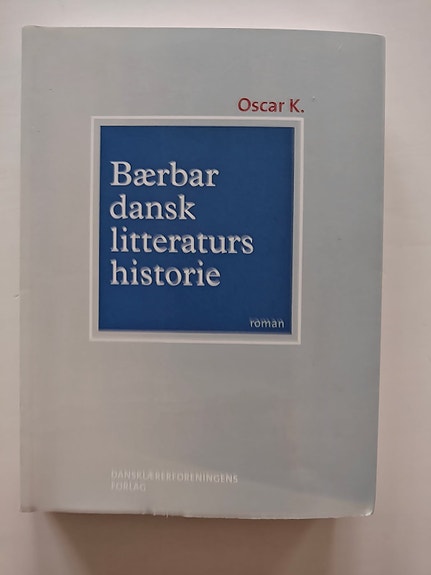 Oscar K.
Bærbar
dansk
litteraturs
historie
roman
DANSKLÆRERFORENINGENS
FORLAG